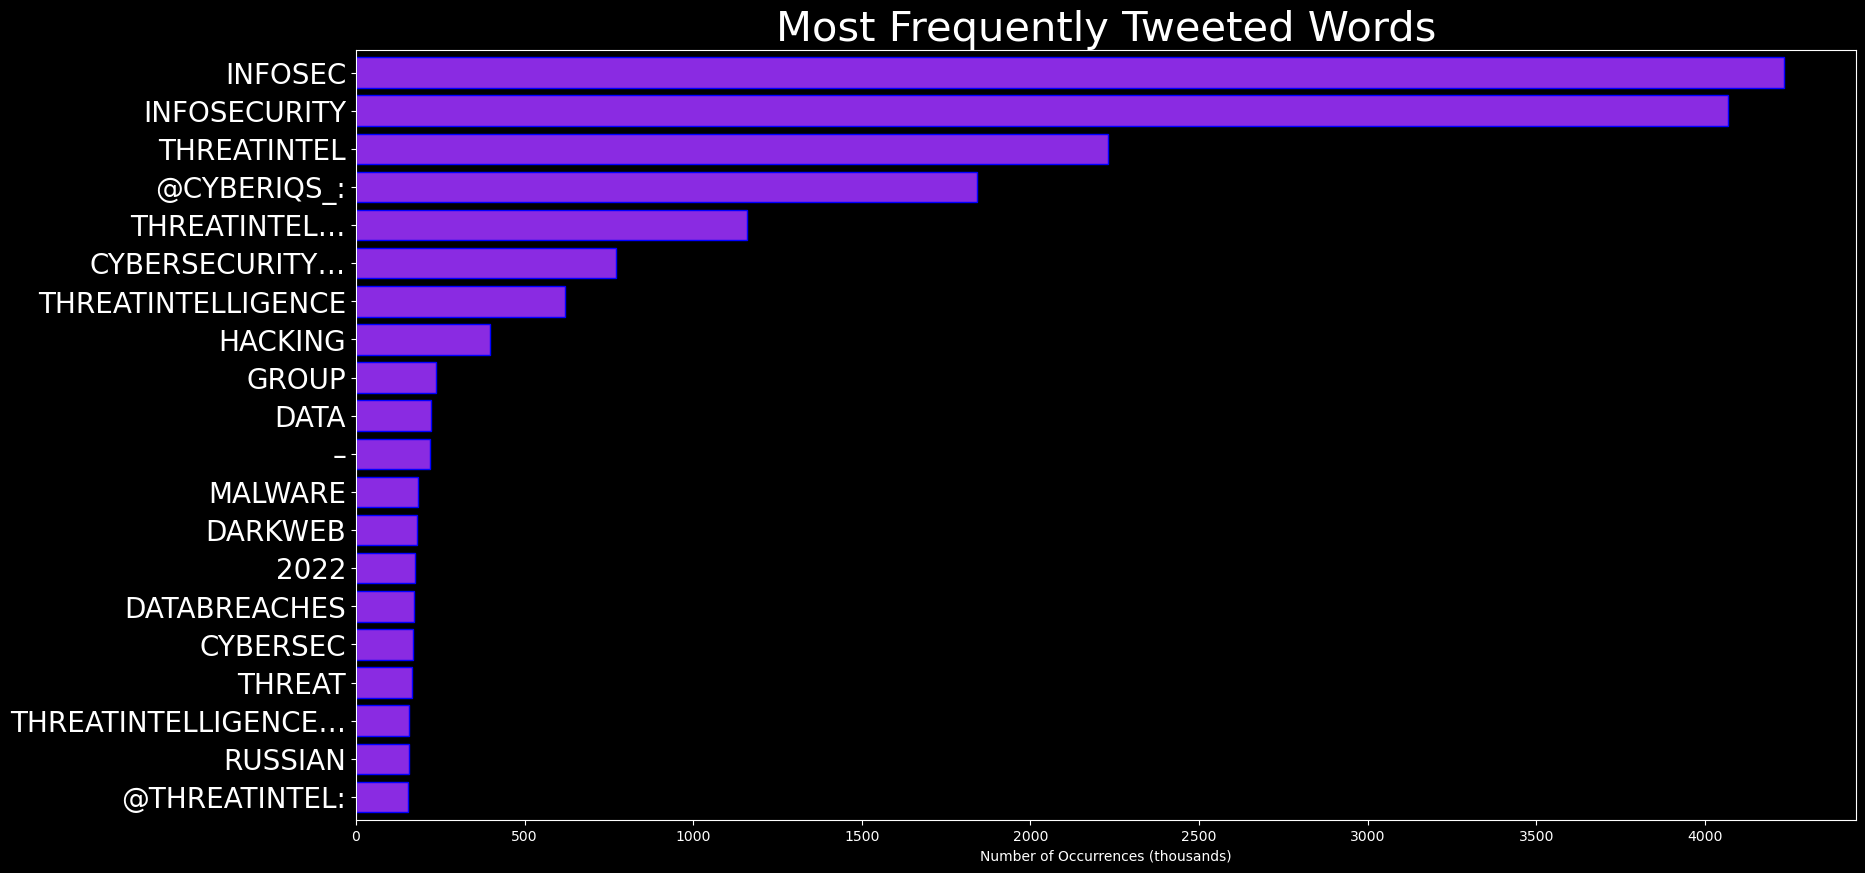 Most Frequently Tweeted Words
INFOSEC
INFOSECURITY
THREATINTEL
@CYBERIQS_:
THREATINTEL…
CYBERSECURITY…
THREATINTELLIGENCE
HACKING
GROUP
DATA
–
MALWARE
DARKWEB
2022
DATABREACHES
CYBERSEC
THREAT
THREATINTELLIGENCE…
RUSSIAN
@THREATINTEL:
0 500 1000 1500 2000 2500 3000 3500 4000
Number of Occurrences (thousands)